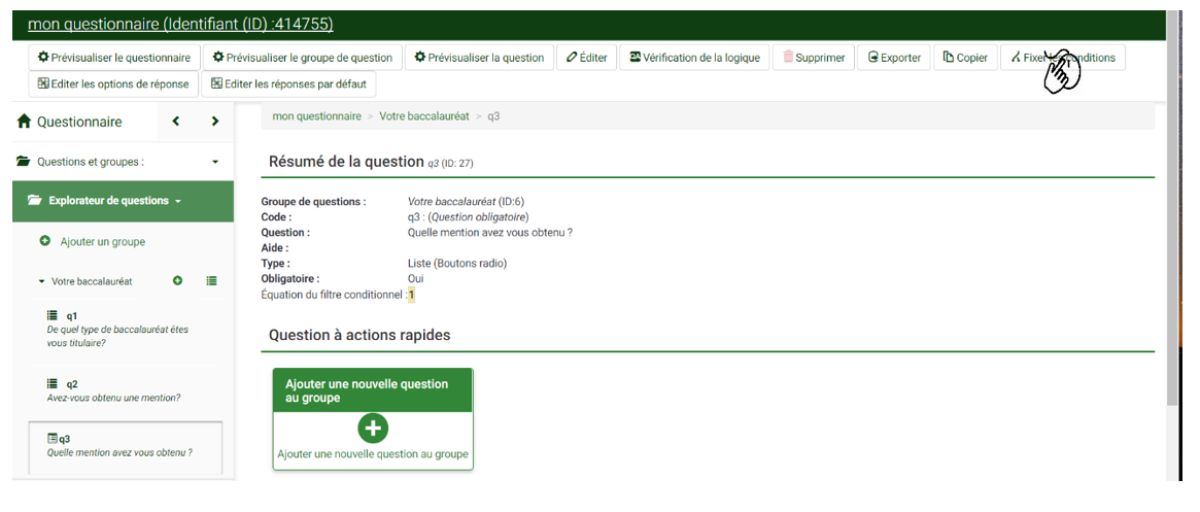 mon questionnaire (Identifiant (ID) :414755)
Prévisualiser le questionnaire Prévisualiser le groupe de question Prévisualiser la question Éditer Vérification de la logique Supprimer Exporter Copier Fixer conditions
Editer les options de réponse Editer les réponses par défaut
Questionnaire
mon questionnaire > Votre baccalauréat > q3
Questions et groupes :
Explorateur de questions
Ajouter un groupe
Votre baccalauréat
q1
De quel type de baccalauréat êtes
vous titulaire?
q2
Avez-vous obtenu une mention?
q3
Quelle mention avez vous obtenu ?
Résumé de la question q3 (ID: 27)
Groupe de questions : Votre baccalauréat (ID:6)
Code : q3 : (Question obligatoire)
Question : Quelle mention avez vous obtenu ?
Aide :
Type : Liste (Boutons radio)
Obligatoire : Oui
Équation du filtre conditionnel :1
Question à actions rapides
Ajouter une nouvelle question
au groupe
Ajouter une nouvelle question au groupe